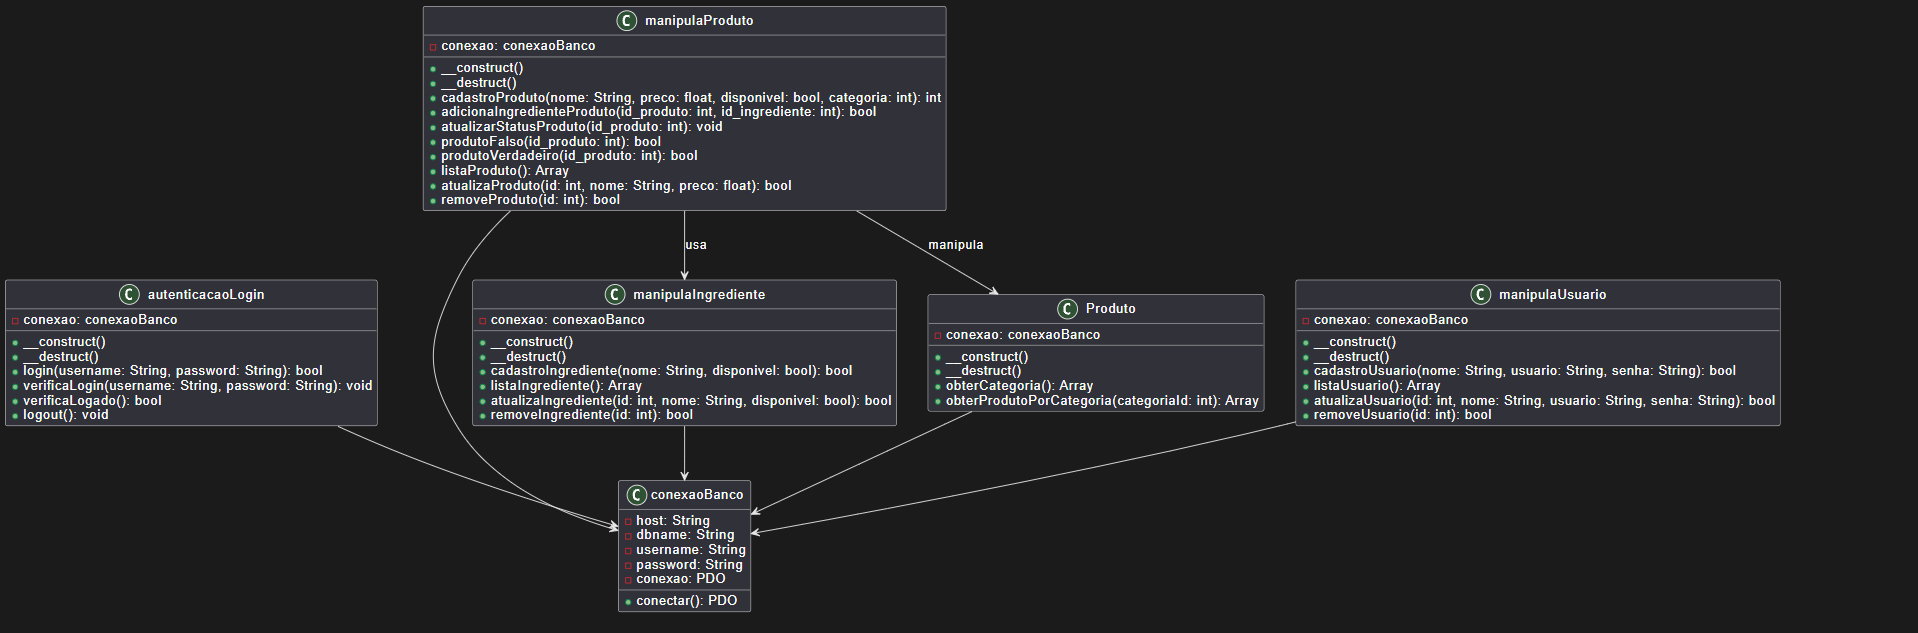 C manipulaProduto
conexao: conexaoBanco
__construct()
__destruct()
cadastroProduto(nome: String, preco: float, disponivel: bool, categoria: int): int
adicionaIngredienteProduto(id_produto: int, id_ingrediente: int): bool
atualizarStatusProduto(id_produto: int): void
produtoFalso(id_produto: int): bool
produtoVerdadeiro(id_produto: int): bool
listaProduto(): Array
atualizaProduto(id: int, nome: String, preco: float): bool
removeProduto(id: int): bool
usa
manipula
C autenticacaoLogin
conexao: conexaoBanco
__construct()
__destruct()
login(username: String, password: String): bool
verificaLogin(username: String, password: String): void
verificaLogado(): bool
logout(): void
C manipulaIngrediente
conexao: conexaoBanco
__construct()
__destruct()
cadastroIngrediente(nome: String, disponivel: bool): bool
listaIngrediente(): Array
atualizaIngrediente(id: int, nome: String, disponivel: bool): bool
removeIngrediente(id: int): bool
C Produto
conexao: conexaoBanco
__construct()
__destruct()
obterCategoria(): Array
obterProdutoPorCategoria(categoriaId: int): Array
C manipulaUsuario
conexao: conexaoBanco
__construct()
__destruct()
cadastroUsuario(nome: String, usuario: String, senha: String): bool
listaUsuario(): Array
atualizaUsuario(id: int, nome: String, usuario: String, senha: String): bool
removeUsuario(id: int): bool
C conexaoBanco
host: String
dbname: String
username: String
password: String
conexao: PDO
conectar(): PDO